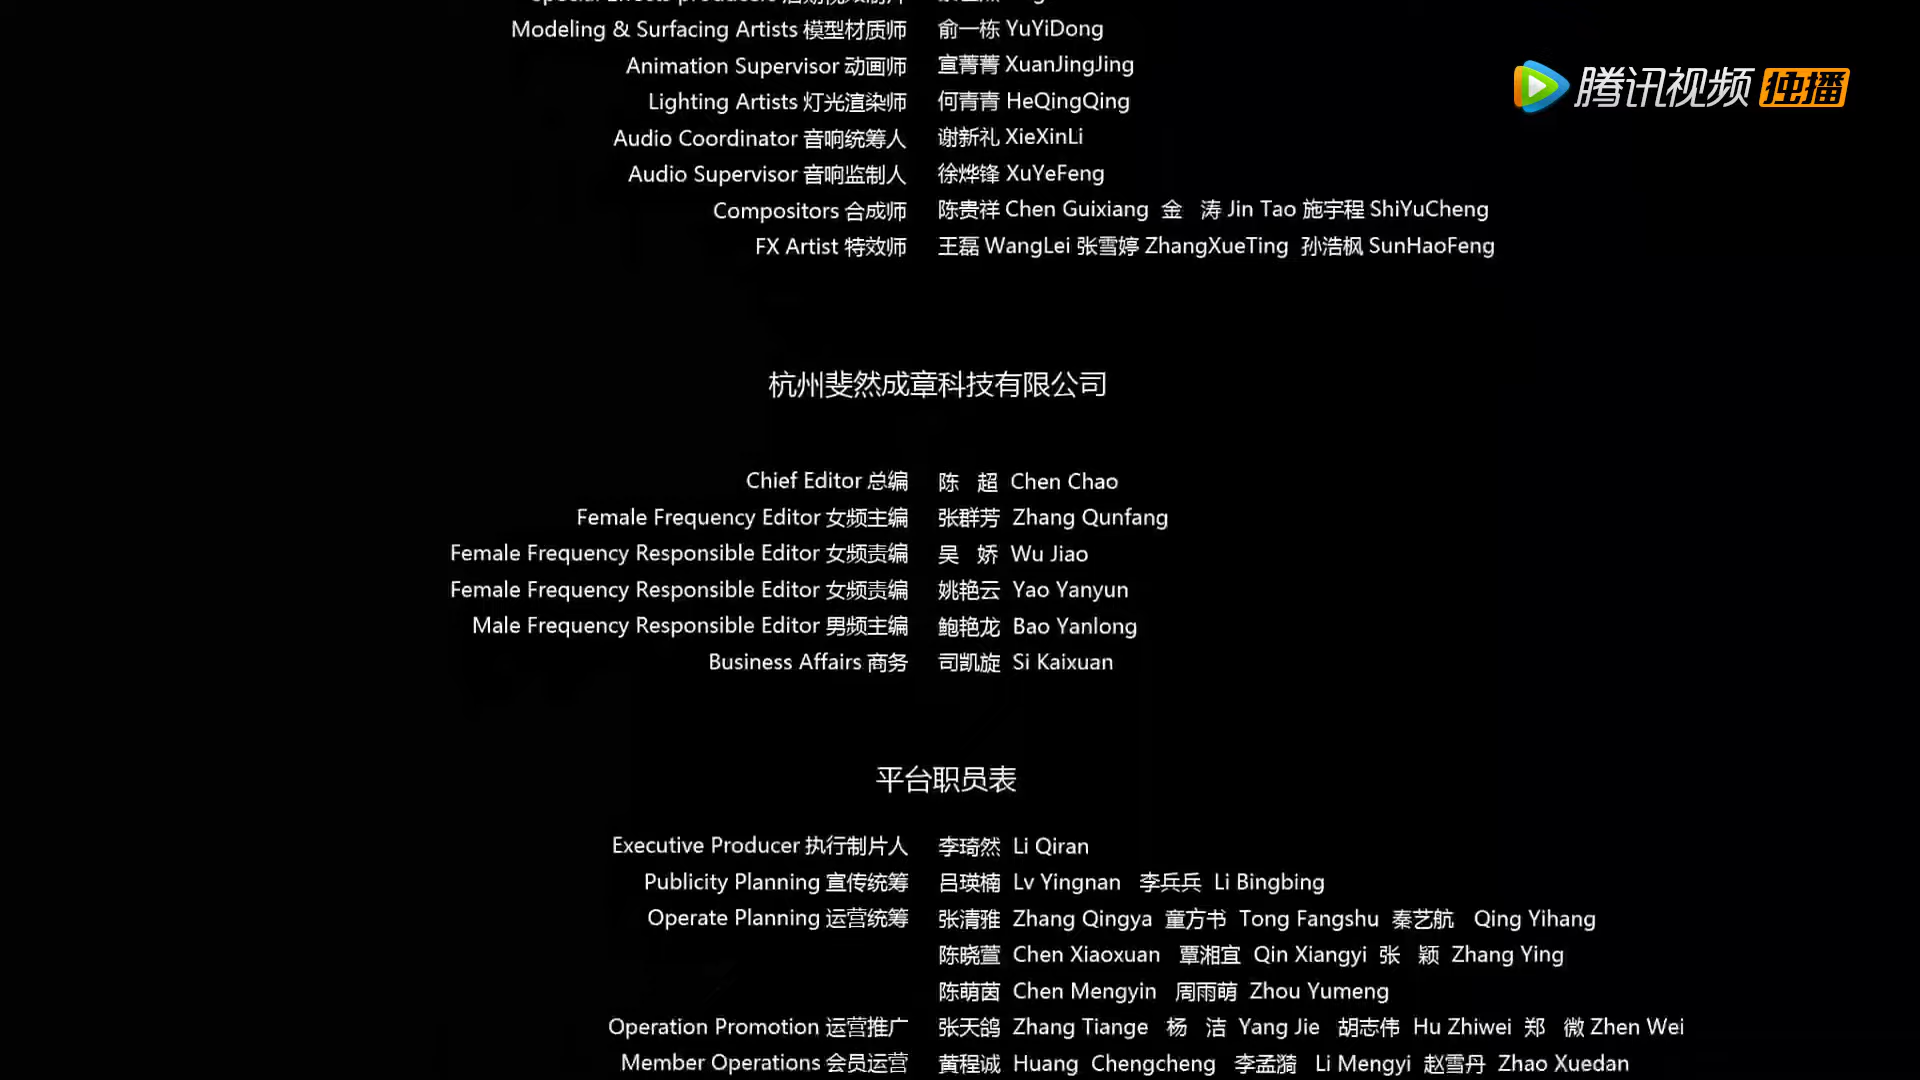 Modeling & Surfacing Artists 模型材质师 俞一栋 YuYiDong
Animation Supervisor 动画师 宣菁菁 XuanJingJing
腾讯视频 独播
Lighting Artists 灯光渲染师 何青青 HeQingQing
Audio Coordinator 音响统筹人 谢新礼 XieXinLi
Audio Supervisor 音响监制人 徐烨锋 XuYeFeng
Compositors 合成师 陈贵祥 Chen Guixiang 金 涛 Jin Tao 施宇程 ShiYuCheng
FX Artist 特效师 王磊 WangLei 张雪婷 ZhangXueTing 孙浩枫 SunHaoFeng
杭州斐然成章科技有限公司
Chief Editor 总编 陈 超 Chen Chao
Female Frequency Editor 女频主编 张群芳 Zhang Qunfang
Female Frequency Responsible Editor 女频责编 吴 娇 Wu Jiao
Female Frequency Responsible Editor 女频责编 姚艳云 Yao Yanyun
Male Frequency Responsible Editor 男频主编 鲍艳龙 Bao Yanlong
Business Affairs 商务 司凯旋 Si Kaixuan
平台职员表
Executive Producer 执行制片人 李琦然 Li Qiran
Publicity Planning 宣传统筹 吕瑛楠 Lv Yingnan 李兵兵 Li Bingbing
Operate Planning 运营统筹 张清雅 Zhang Qingya 童方书 Tong Fangshu 秦艺航 Qing Yihang
陈晓萱 Chen Xiaoxuan 覃湘宜 Qin Xiangyi 张 颖 Zhang Ying
陈萌茵 Chen Mengyin 周雨萌 Zhou Yumeng
Operation Promotion 运营推广 张天鸽 Zhang Tiange 杨 洁 Yang Jie 胡志伟 Hu Zhiwei 郑 微 Zhen Wei
Member Operations 会员运营 黄程诚 Huang Chengcheng 李孟漪 Li Mengyi 赵雪丹 Zhao Xuedan